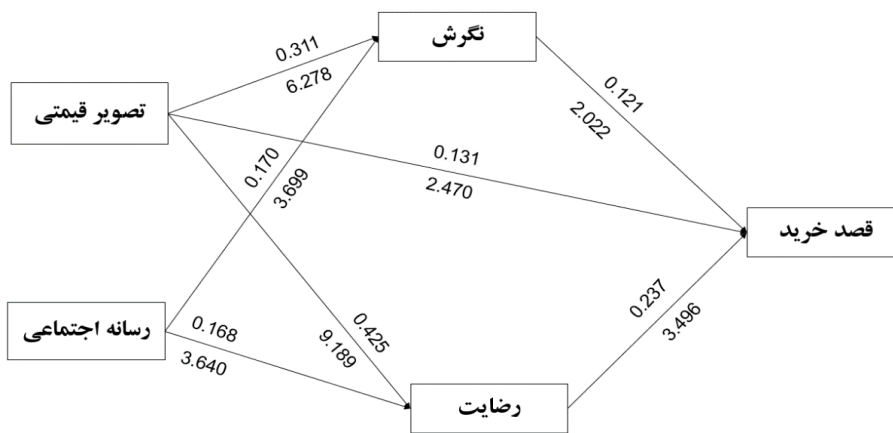 نگرش
0.311
6.278
0.121
2.022
تصویر قیمتی
0.131
2.470
0.170
3.699
قصد خرید
رسانه اجتماعی
0.168
3.640
0.425
9.189
0.237
3.496
رضایت